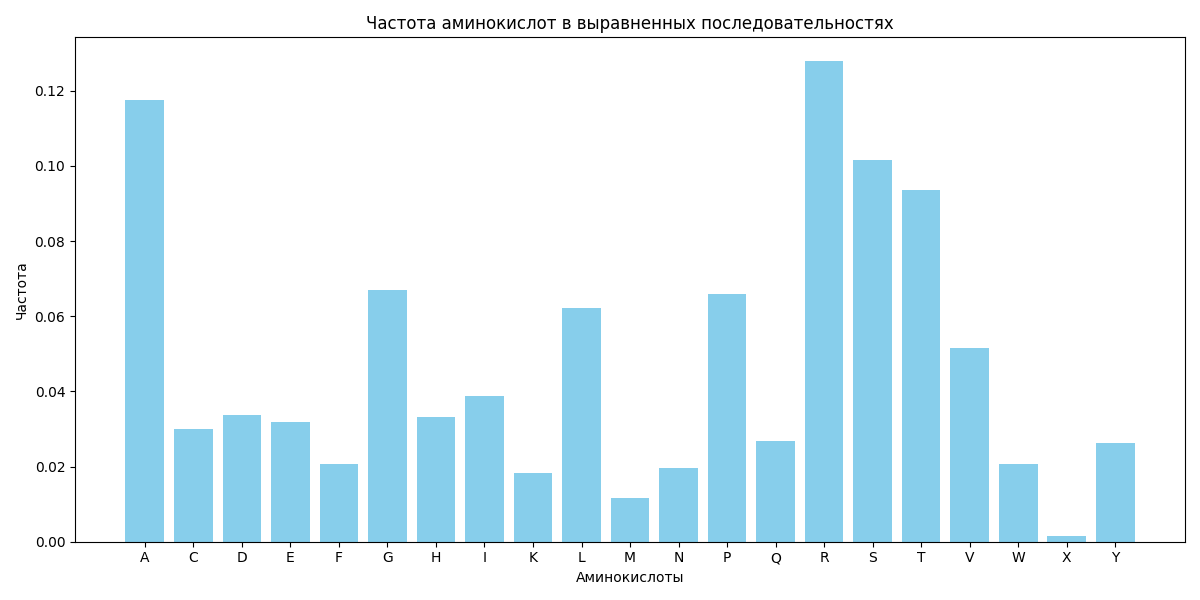 Частота аминокислот в выравненных последовательностях
0.12
0.10
0.08
0.06
0.04
0.02
0.00
Частота
A C D E F G H I K L M N P Q R S T V W X Y
Аминокислоты